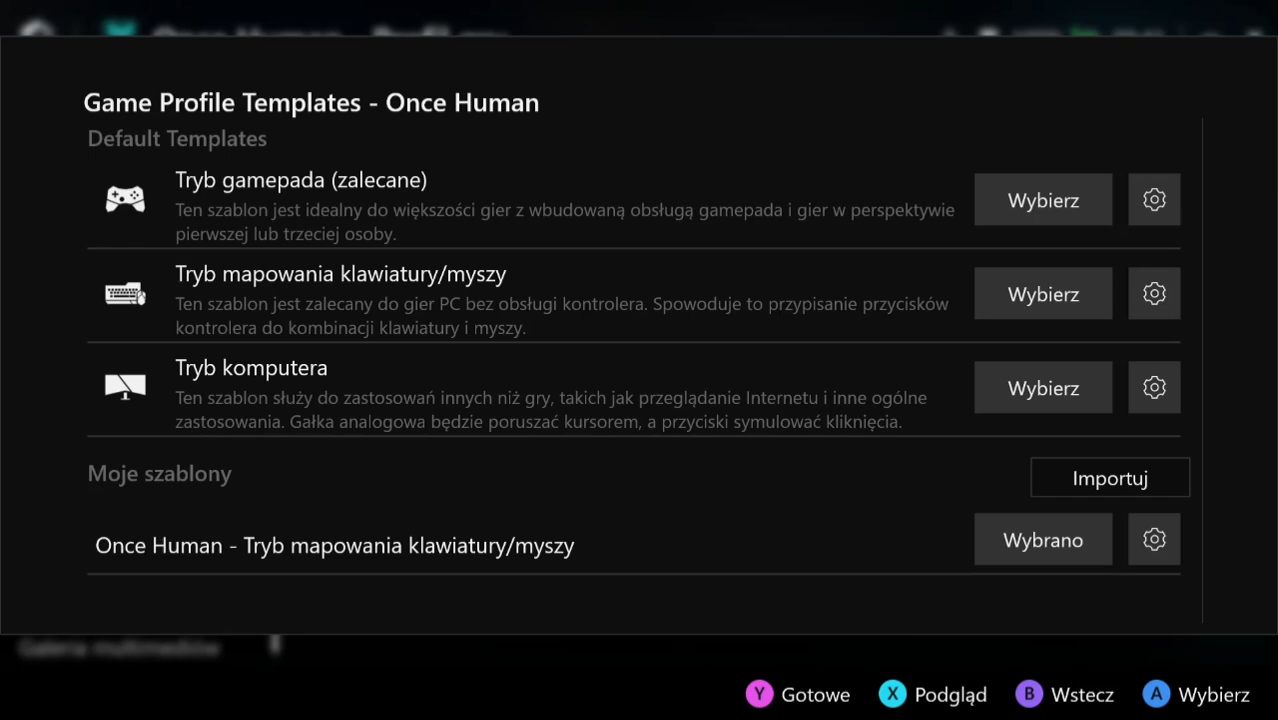 Game Profile Templates - Once Human
Default Templates
Tryb gamepada (zalecane)
Ten szablon jest idealny do większości gier z wbudowaną obsługą gamepada i gier w perspektywie
pierwszej lub trzeciej osoby.
Wybierz
Tryb mapowania klawiatury/myszy
Ten szablon jest zalecany do gier PC bez obsługi kontrolera. Spowoduje to przypisanie przycisków
kontrolera do kombinacji klawiatury i myszy.
Wybierz
Tryb komputera
Ten szablon służy do zastosowań innych niż gry, takich jak przeglądanie Internetu i inne ogólne
zastosowania. Gałka analogowa będzie poruszać kursorem, a przyciski symulować kliknięcia.
Wybierz
Moje szablony
Importuj
Once Human - Tryb mapowania klawiatury/myszy
Wybrano
Galeria multimediów
Y Gotowe X Podgląd B Wstecz A Wybierz